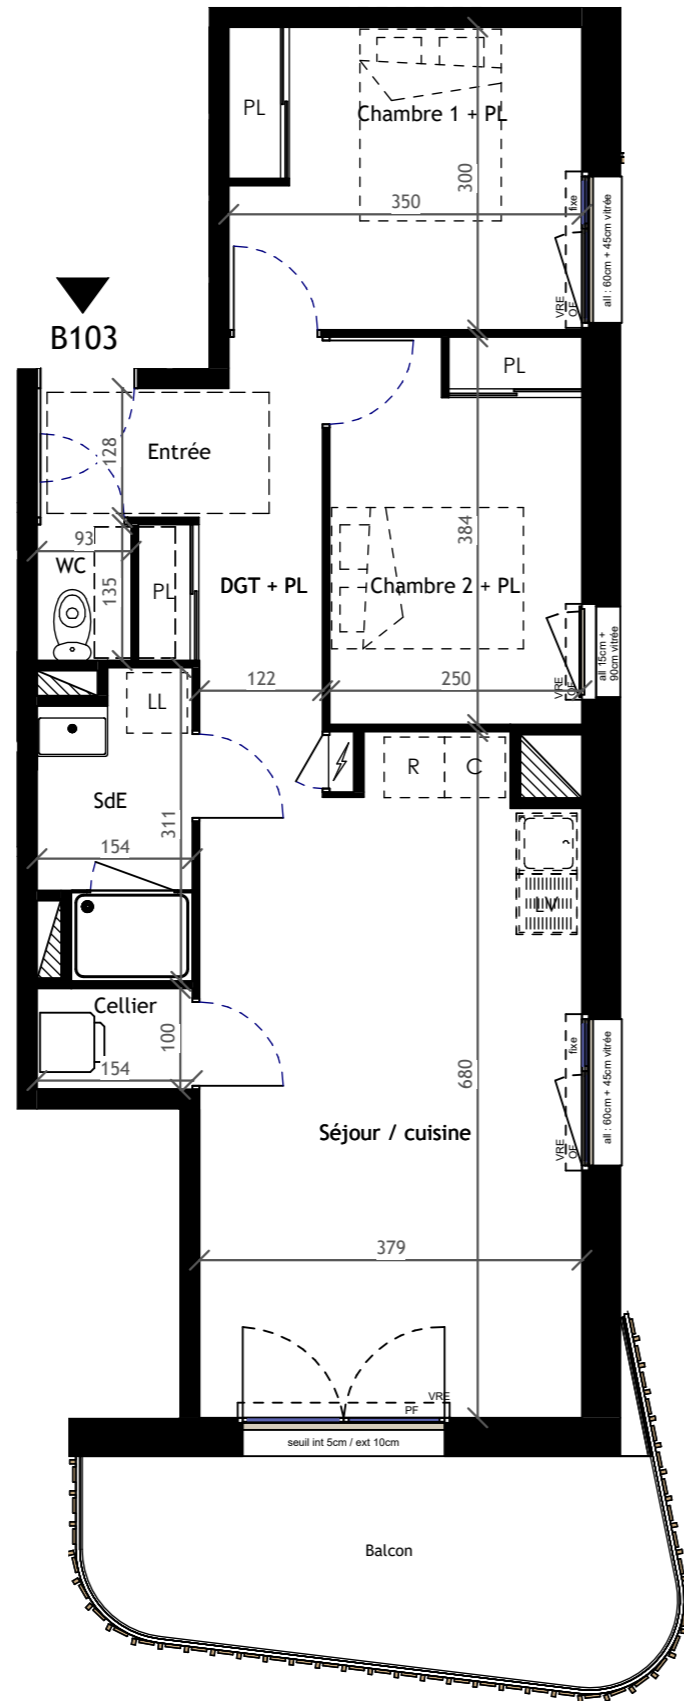 PL
Chambre 1 + PL
300
350
fixe
all : 60cm + 45cm vitrée
VRE
OF
B103
PL
Entrée
128
384
93
WC
135
PL
DGT + PL
Chambre 2 + PL
all 15cm +
90cm vitrée
VRE
OF
122
250
LL
R
C
SdE
311
154
LV
Cellier
100
154
680
fixe
all : 60cm + 45cm vitrée
VRE
OF
Séjour / cuisine
379
VRE
PF
seuil int 5cm / ext 10cm
Balcon